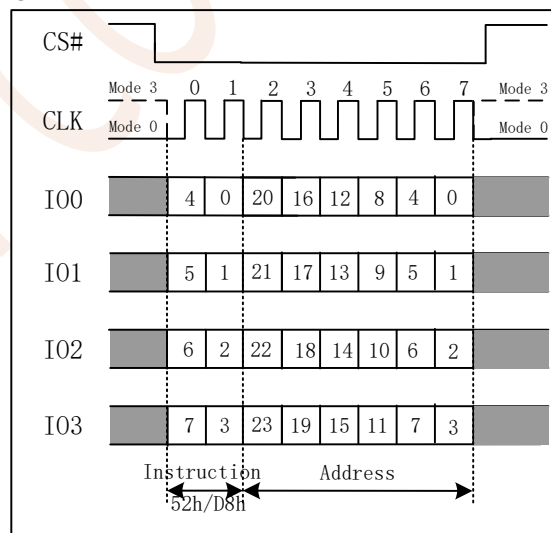 CS#
Mode 3 0 1 2 3 4 5 6 7 Mode 3
CLK
Mode 0 Mode 0
IO0 4 0 20 16 12 8 4 0
IO1 5 1 21 17 13 9 5 1
IO2 6 2 22 18 14 10 6 2
IO3 7 3 23 19 15 11 7 3
Instruction Address
52h/D8h